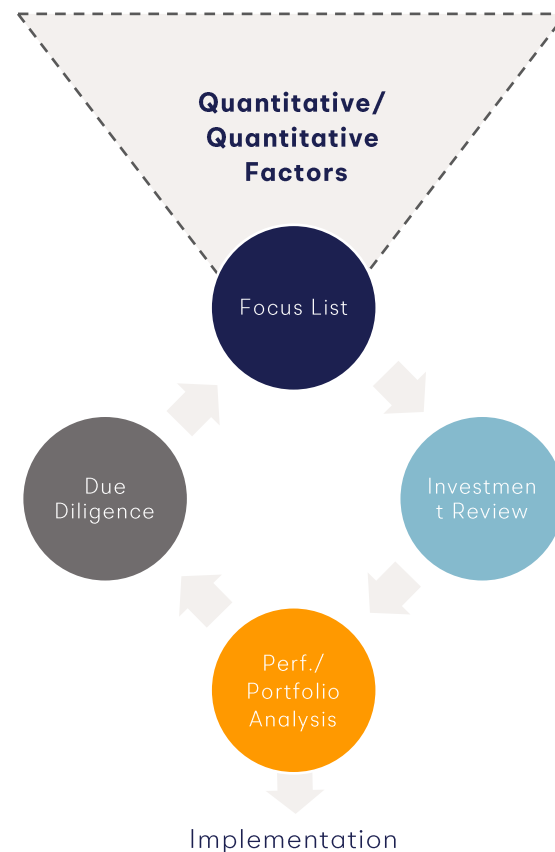 Quantitative/
Quantitative
Factors
Focus List
Due
Diligence
Investmen
t Review
Perf./
Portfolio
Analysis
Implementation